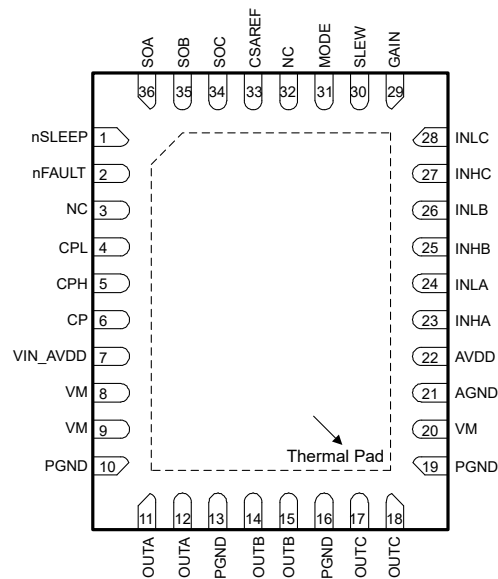 SOA
SOB
SOC
CSAREF
NC
MODE
SLEW
GAIN
36
35
34
33
32
31
30
29
nSLEEP 1
nFAULT 2
NC 3
CPL 4
CPH 5
CP 6
VIN_AVDD 7
VM 8
VM 9
PGND 10
28 INLC
27 INHC
26 INLB
25 INHB
24 INLA
23 INHA
22 AVDD
21 AGND
20 VM
19 PGND
Thermal Pad
11
12
13
14
15
16
17
18
OUTA
OUTA
PGND
OUTB
OUTB
PGND
OUTC
OUTC